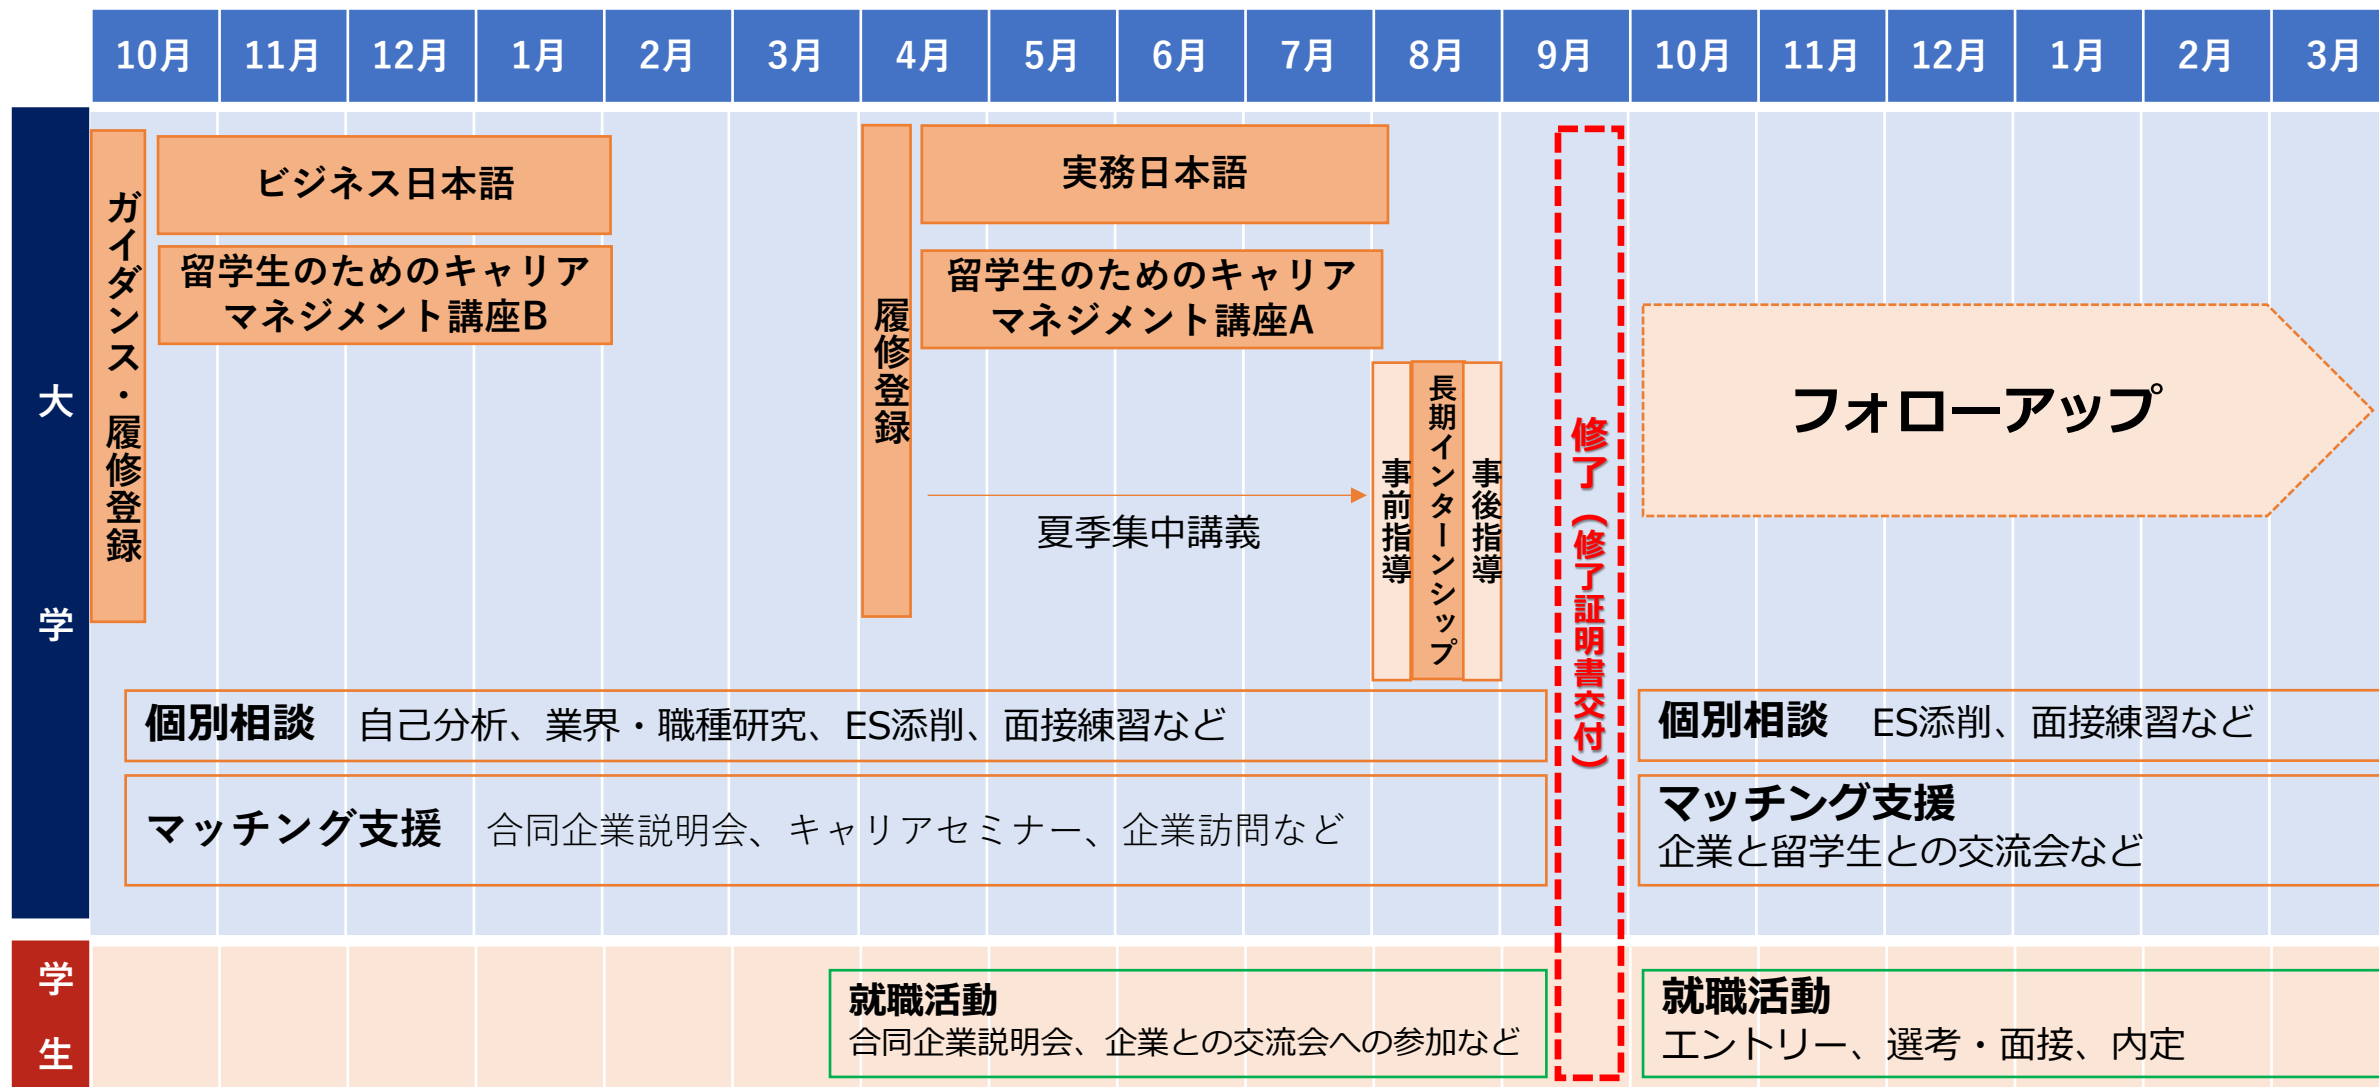 10月 11月 12月 1月 2月 3月 4月 5月 6月 7月 8月 9月 10月 11月 12月 1月 2月 3月
大学
ガイダンス・履修登録
ビジネス日本語
留学生のためのキャリア
マネジメント講座B
履修登録
実務日本語
留学生のためのキャリア
マネジメント講座A
夏季集中講義
事前指導
長期インターンシップ
事後指導
修了（修了証明書交付）
フォローアップ
個別相談 自己分析、業界・職種研究、ES添削、面接練習など
個別相談 ES添削、面接練習など
マッチング支援 合同企業説明会、キャリアセミナー、企業訪問など
マッチング支援
企業と留学生との交流会など
学生
就職活動
合同企業説明会、企業との交流会への参加など
就職活動
エントリー、選考・面接、内定